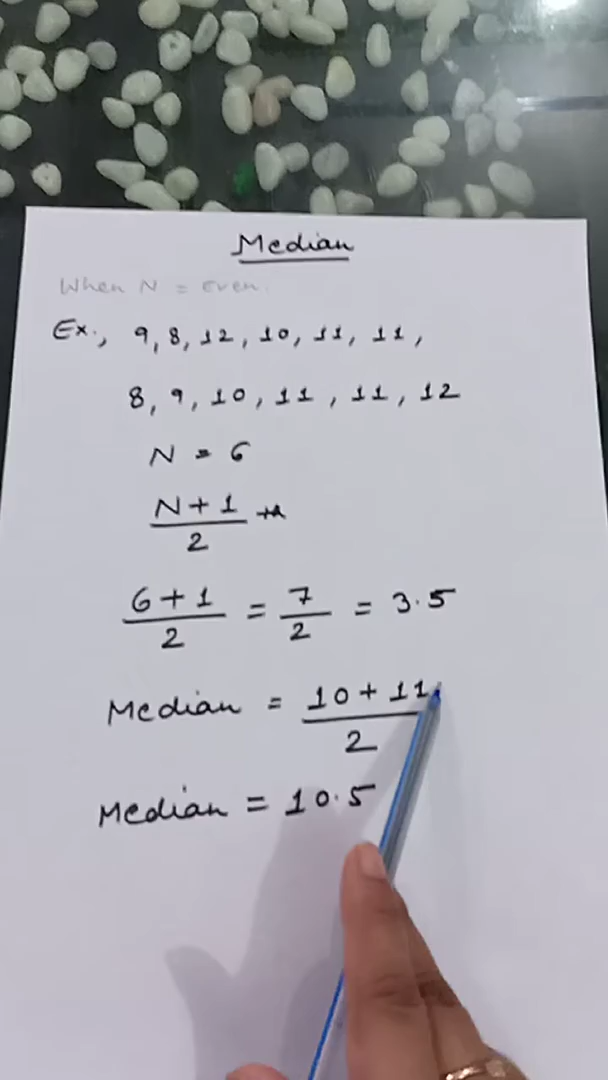 Median
When N = Even.
Ex., 9, 8, 12, 10, 11, 11,
8, 9, 10, 11, 11, 12
N = 6
N + 1
2
6 + 1 = 7 = 3.5
2 2
Median = 10 + 11
2
Median = 10.5